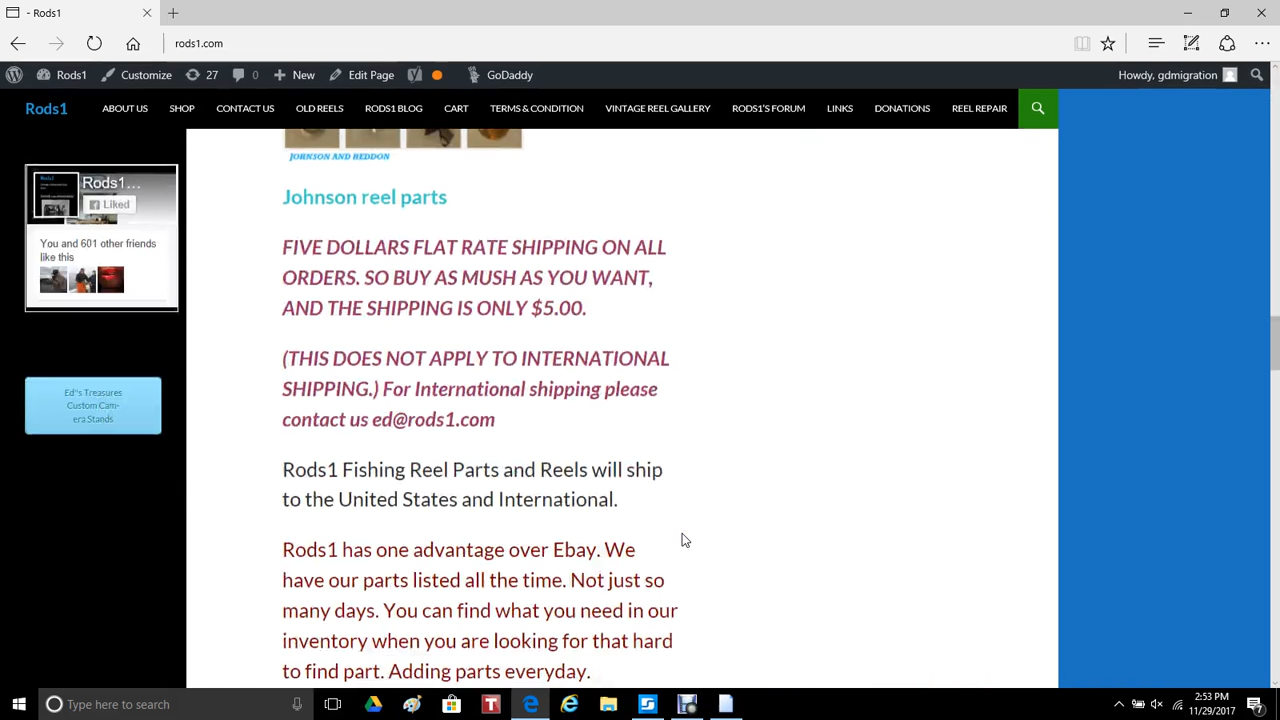 - Rods1
rods1.com
Rods1 Customize 27 0 New Edit Page GoDaddy Howdy, gdmigration
Rods1 ABOUT US SHOP CONTACT US OLD REELS RODS1 BLOG CART TERMS & CONDITION VINTAGE REEL GALLERY RODS1'S FORUM LINKS DONATIONS REEL REPAIR
JOHNSON AND HEDDON
Rods1...
Liked
You and 601 other friends
like this
Ed"s Treasures
Custom Cam-
era Stands
Johnson reel parts
FIVE DOLLARS FLAT RATE SHIPPING ON ALL
ORDERS. SO BUY AS MUSH AS YOU WANT,
AND THE SHIPPING IS ONLY $5.00.
(THIS DOES NOT APPLY TO INTERNATIONAL
SHIPPING.) For International shipping please
contact us ed@rods1.com
Rods1 Fishing Reel Parts and Reels will ship
to the United States and International.
Rods1 has one advantage over Ebay. We
have our parts listed all the time. Not just so
many days. You can find what you need in our
inventory when you are looking for that hard
to find part. Adding parts everyday.
Type here to search
2:53 PM
11/29/2017